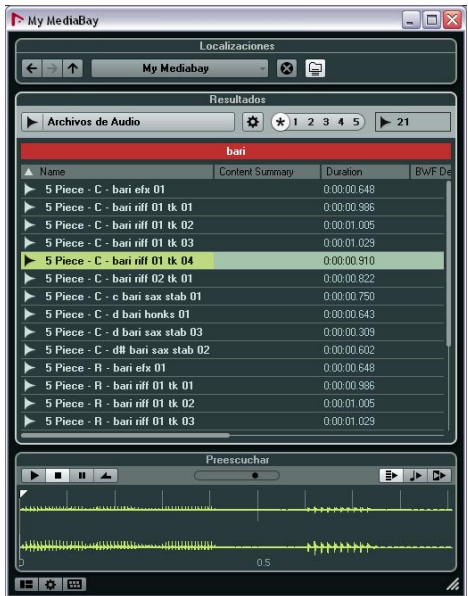 My MediaBay
Localizaciones
My Mediabay
Resultados
Archivos de Audio * 1 2 3 4 5 21
bari
Name Content Summary Duration BWF De
5 Piece - C - bari efx 01 0:00:00.648
5 Piece - C - bari riff 01 tk 01 0:00:00.986
5 Piece - C - bari riff 01 tk 02 0:00:01.005
5 Piece - C - bari riff 01 tk 03 0:00:01.029
5 Piece - C - bari riff 01 tk 04 0:00:00.910
5 Piece - C - bari riff 02 tk 01 0:00:00.822
5 Piece - C - c bari sax stab 01 0:00:00.750
5 Piece - C - d bari honks 01 0:00:00.643
5 Piece - C - d bari sax stab 03 0:00:00.309
5 Piece - C - d# bari sax stab 02 0:00:00.602
5 Piece - R - bari efx 01 0:00:00.648
5 Piece - R - bari riff 01 tk 01 0:00:00.986
5 Piece - R - bari riff 01 tk 02 0:00:01.005
5 Piece - R - bari riff 01 tk 03 0:00:01.029
Preescuchar
0 0.5